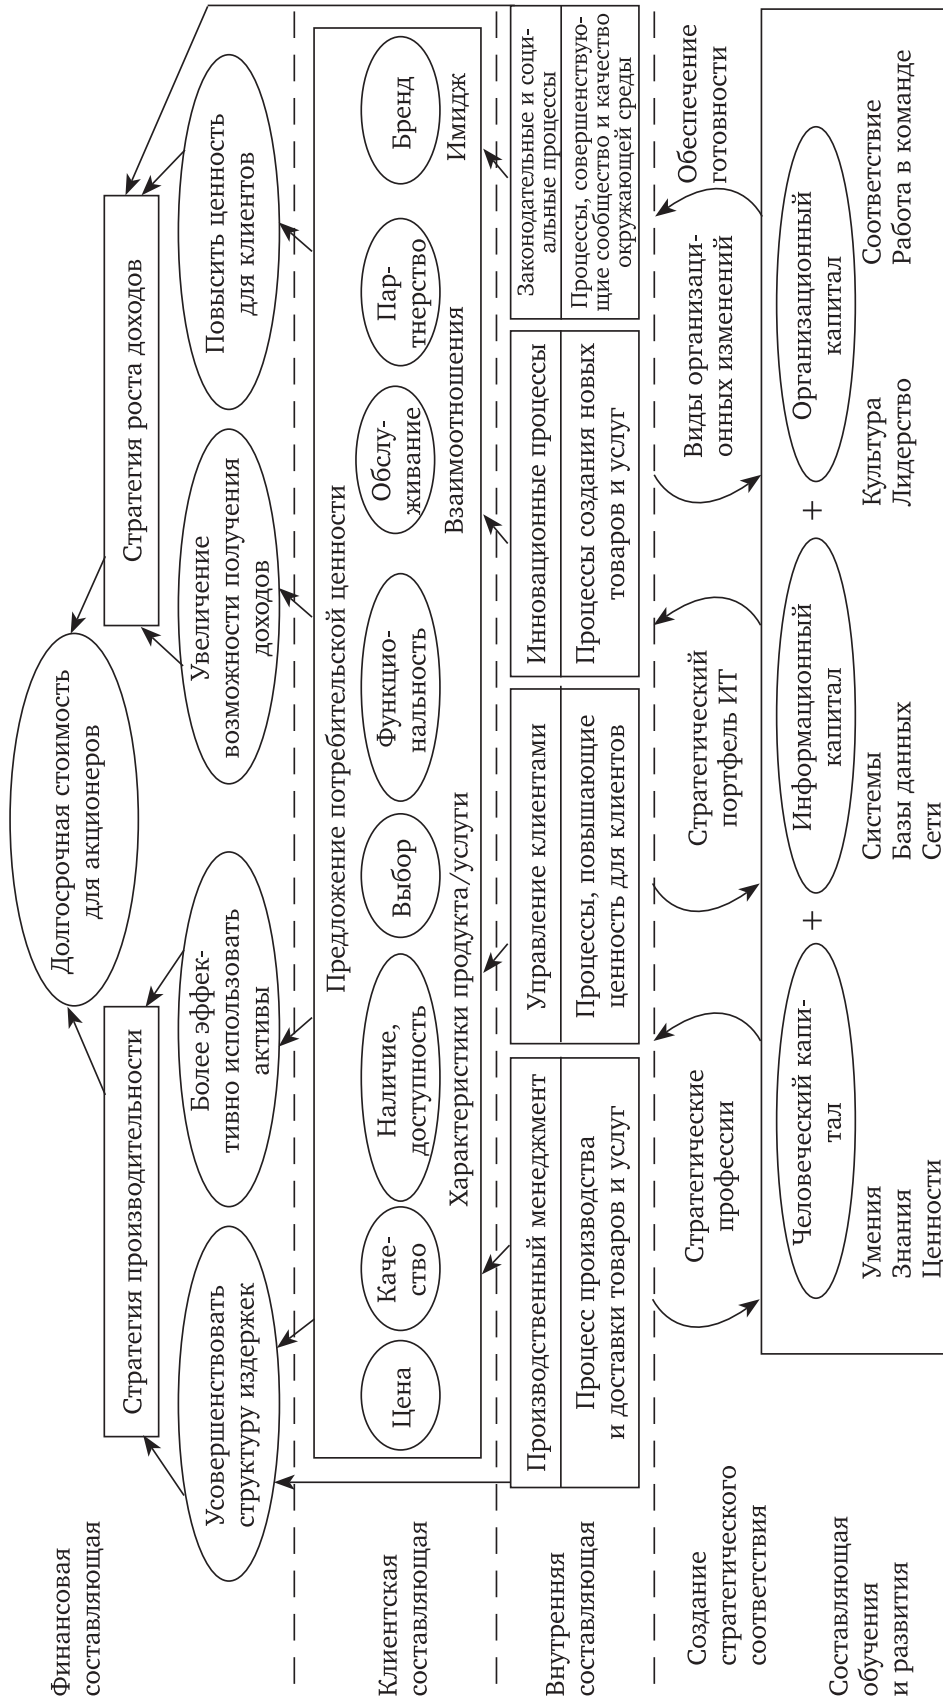 Финансовая
составляющая
Долгосрочная стоимость
для акционеров
Стратегия производительности
Стратегия роста доходов
Усовершенствовать
структуру издержек
Более эффек-
тивно использовать
активы
Увеличение
возможности получения
доходов
Повысить ценность
для клиентов
Клиентская
составляющая
Предложение потребительской ценности
Цена
Каче-
ство
Наличие,
доступность
Выбор
Функцио-
нальность
Обслу-
живание
Пар-
тнерство
Бренд
Характеристики продукта/услуги
Взаимоотношения
Имидж
Внутренняя
составляющая
Производственный менеджмент
Процесс производства
и доставки товаров и услуг
Управление клиентами
Процессы, повышающие
ценность для клиентов
Инновационные процессы
Процессы создания новых
товаров и услуг
Законодательные и соци-
альные процессы
Процессы, совершенствую-
щие сообщество и качество
окружающей среды
Создание
стратегического
соответствия
Стратегические
профессии
Стратегический
портфель ИТ
Виды организаци-
онных изменений
Обеспечение
готовности
Составляющая
обучения
и развития
Человеческий капи-
тал
+
Информационный
капитал
+
Организационный
капитал
Умения
Знания
Ценности
Системы
Базы данных
Сети
Культура
Лидерство
Соответствие
Работа в команде